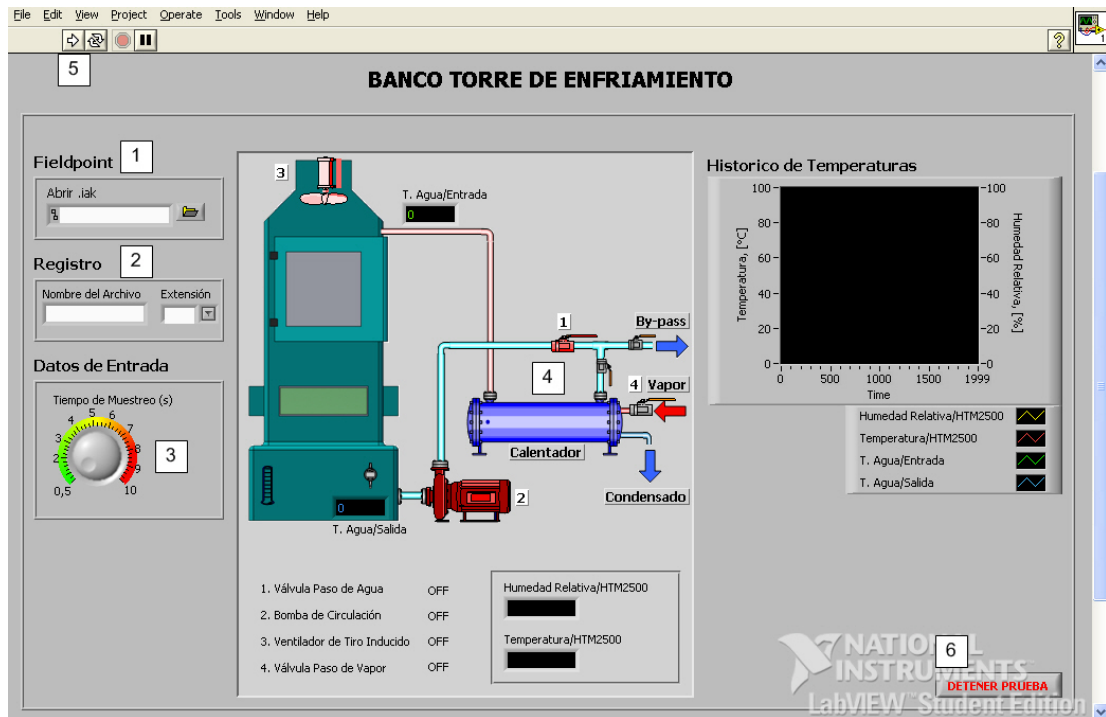 File Edit View Project Operate Tools Window Help
1
5
BANCO TORRE DE ENFRIAMIENTO
Fieldpoint 1
Abrir .iak
Registro 2
Nombre del Archivo Extensión
Datos de Entrada
Tiempo de Muestreo (s)
0,5 2 3 4 5 6 7 8 9 10
3
3
T. Agua/Entrada
0
1
By-pass
4
4 Vapor
Calentador
Condensado
2
0
T. Agua/Salida
1. Válvula Paso de Agua OFF
2. Bomba de Circulación OFF
3. Ventilador de Tiro Inducido OFF
4. Válvula Paso de Vapor OFF
Humedad Relativa/HTM2500
Temperatura/HTM2500
Historico de Temperaturas
100 80 60 40 20 0
Temperatura, [°C]
100 80 60 40 20 0
Humedad Relativa, [%]
0 500 1000 1500 1999
Time
Humedad Relativa/HTM2500
Temperatura/HTM2500
T. Agua/Entrada
T. Agua/Salida
NATIONAL
INSTRUMENTS
LabVIEW™ Student Edition
6
DETENER PRUEBA